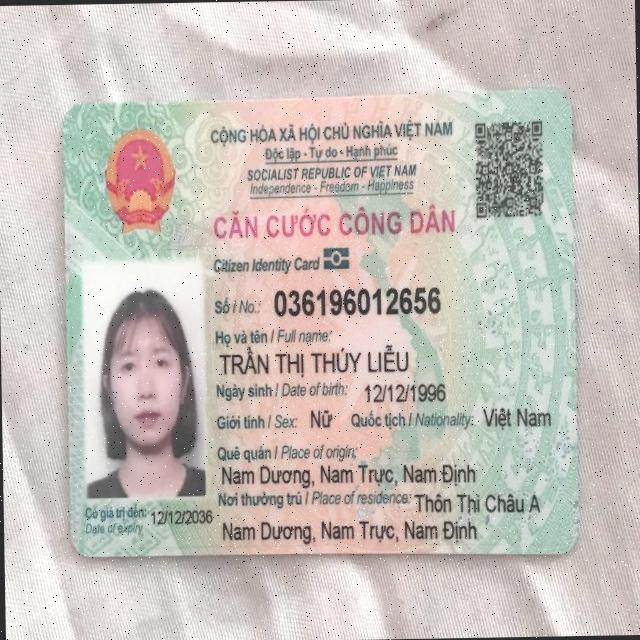 CỘNG HÒA XÃ HỘI CHỦ NGHĨA VIỆT NAM
Độc lập - Tự do - Hạnh phúc
SOCIALIST REPUBLIC OF VIET NAM
Independence - Freedom - Happiness
CĂN CƯỚC CÔNG DÂN
Citizen Identity Card
Số / No.: 036196012656
Họ và tên / Full name:
TRẦN THỊ THÚY LIỄU
Ngày sinh / Date of birth: 12/12/1996
Giới tính / Sex: Nữ Quốc tịch / Nationality: Việt Nam
Quê quán / Place of origin:
Nam Dương, Nam Trực, Nam Định
Nơi thường trú / Place of residence: Thôn Thi Châu A
Nam Dương, Nam Trực, Nam Định
Có giá trị đến: 12/12/2036
Date of expiry